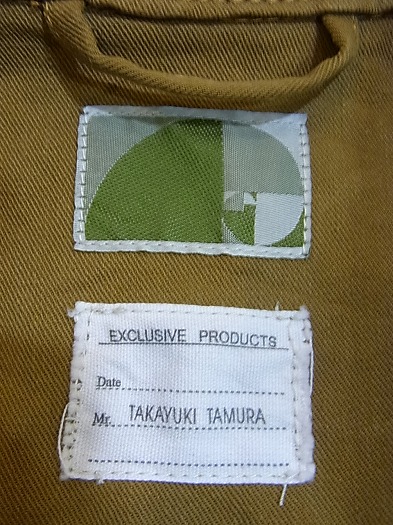 EXCLUSIVE PRODUCTS
Date
Mr. TAKAYUKI TAMURA